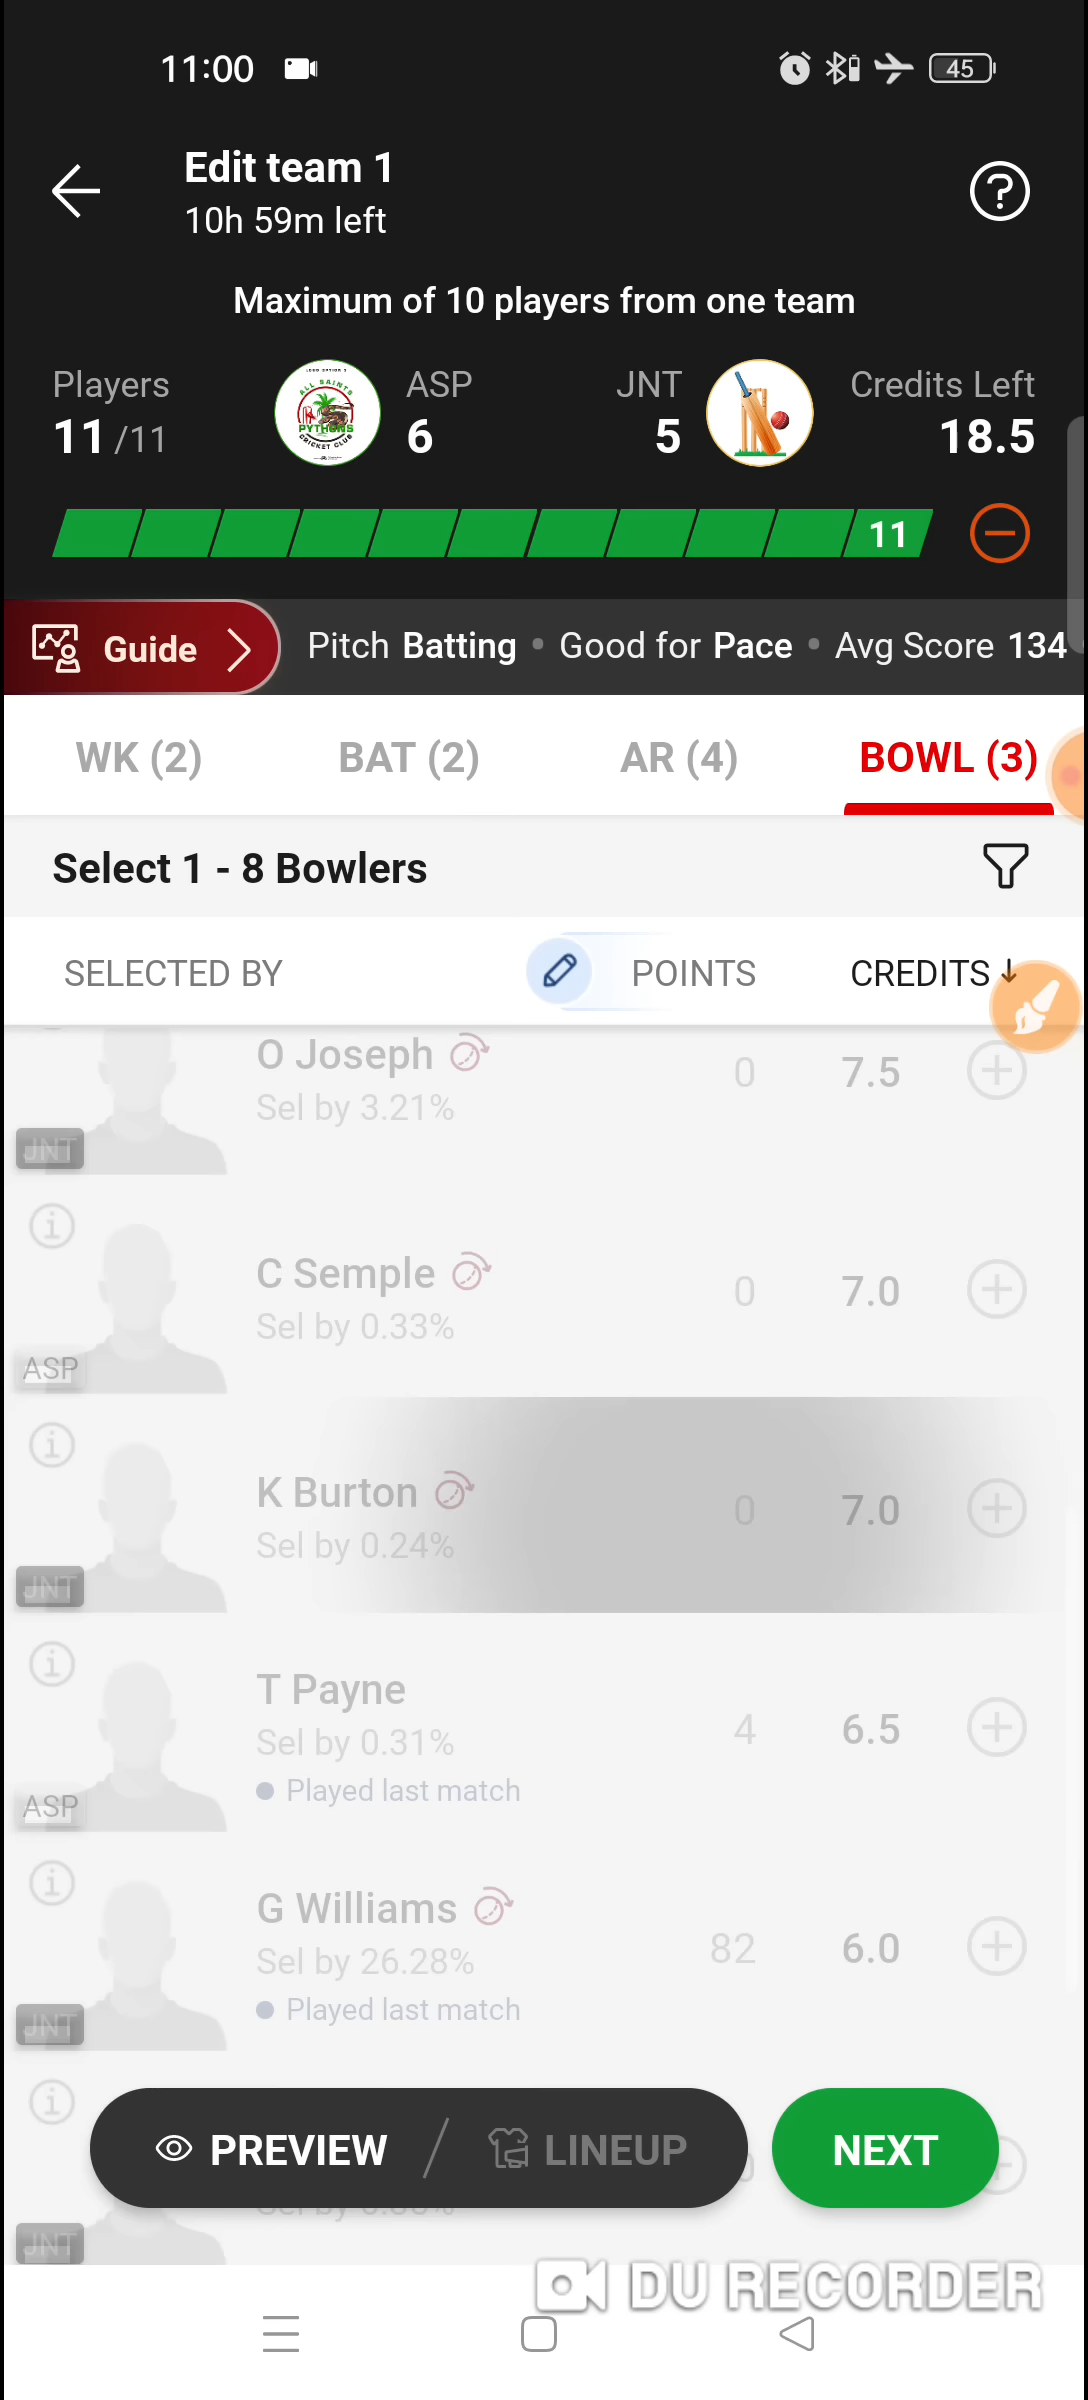 11:00
45
Edit team 1
10h 59m left
Maximum of 10 players from one team
Players
11/11
ALL SAINTS
PYTHONS
CRICKET CLUB
ASP
6
JNT
5
Credits Left
18.5
11
Guide
Pitch Batting • Good for Pace • Avg Score 134
WK (2) BAT (2) AR (4) BOWL (3)
Select 1 - 8 Bowlers
SELECTED BY POINTS CREDITS
O Joseph
Sel by 3.21%
0 7.5
JNT
C Semple
Sel by 0.33%
0 7.0
ASP
K Burton
Sel by 0.24%
0 7.0
JNT
T Payne
Sel by 0.31%
• Played last match
4 6.5
ASP
G Williams
Sel by 26.28%
• Played last match
82 6.0
JNT
PREVIEW LINEUP NEXT
JNT
DU RECORDER